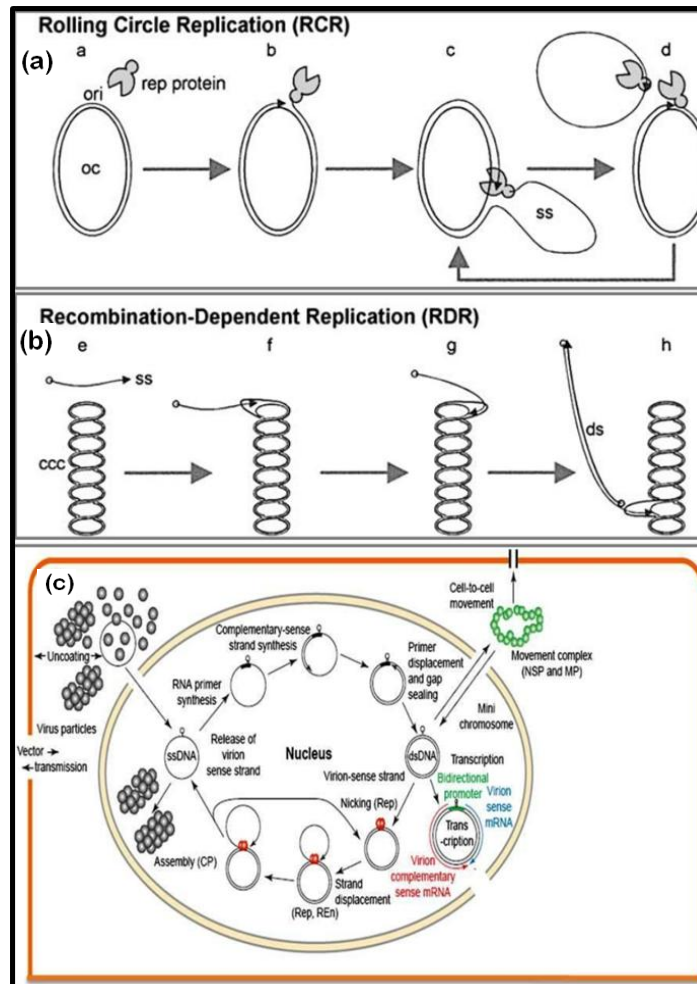 Rolling Circle Replication (RCR)
(a)
a
b
c
d
ori
rep protein
oc
ss
Recombination-Dependent Replication (RDR)
(b)
e
f
g
h
ss
ccc
ds
(c)
Cell-to-cell
movement
Complementary-sense
strand synthesis
Primer
displacement
and gap
sealing
Movement complex
(NSP and MP)
Uncoating
RNA primer
synthesis
Mini
chromosome
Virus particles
Vector
transmission
ssDNA
Release of
virion
sense strand
Nucleus
dsDNA
Transcription
Virion-sense strand
Bidirectional
promoter
Virion
sense
mRNA
Nicking (Rep)
Trans
-cription
Assembly (CP)
Strand
displacement
(Rep, REn)
Virion
complementary
sense mRNA